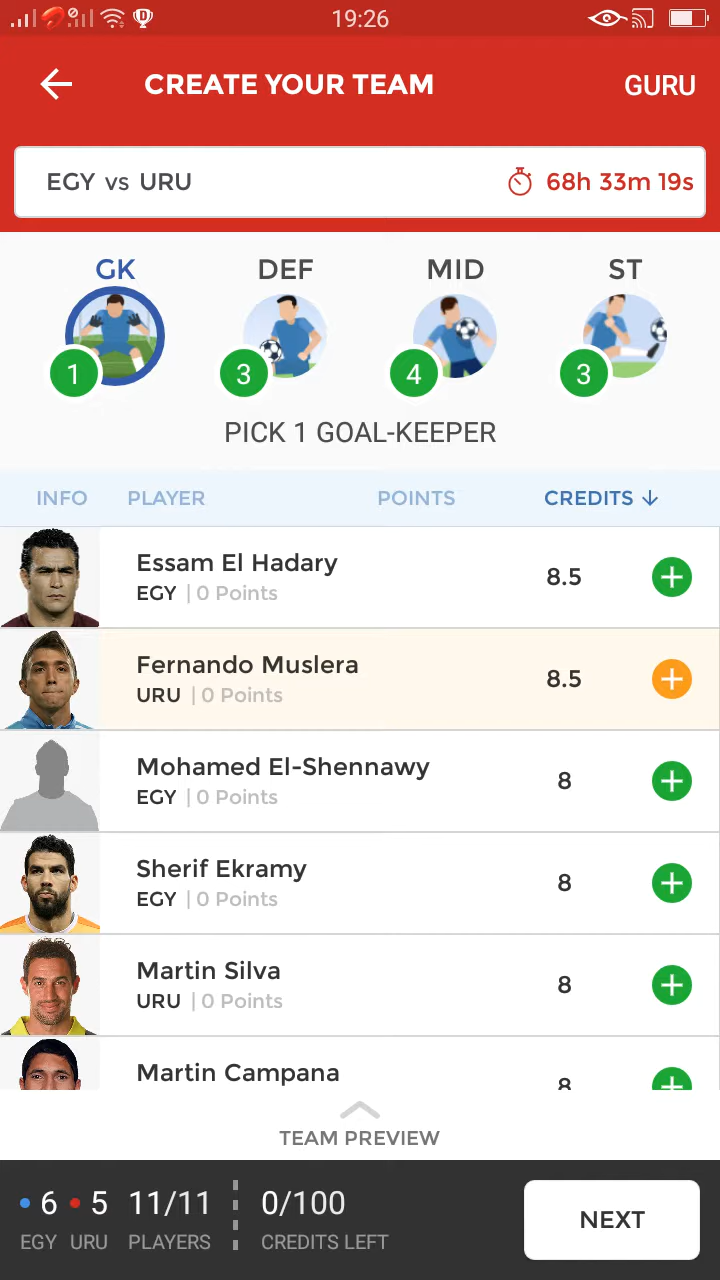 19:26
CREATE YOUR TEAM GURU
EGY vs URU 68h 33m 19s
GK DEF MID ST
1 3 4 3
PICK 1 GOAL-KEEPER
INFO PLAYER POINTS CREDITS
Essam El Hadary
EGY | 0 Points 8.5
Fernando Muslera
URU | 0 Points 8.5
Mohamed El-Shennawy
EGY | 0 Points 8
Sherif Ekramy
EGY | 0 Points 8
Martin Silva
URU | 0 Points 8
Martin Campana
8
TEAM PREVIEW
6 5 11/11 0/100
EGY URU PLAYERS CREDITS LEFT
NEXT